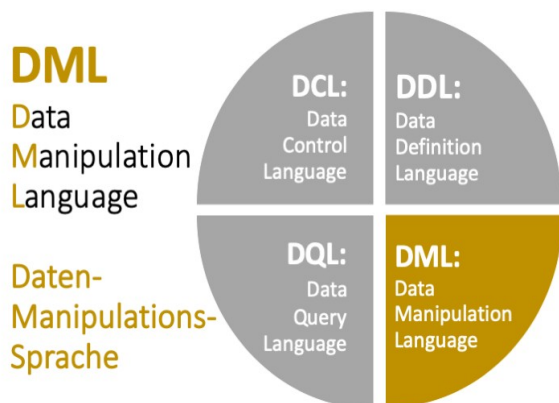 DML
Data
Manipulation
Language
Daten-
Manipulations-
Sprache
DCL:
Data
Control
Language
DDL:
Data
Definition
Language
DQL:
Data
Query
Language
DML:
Data
Manipulation
Language